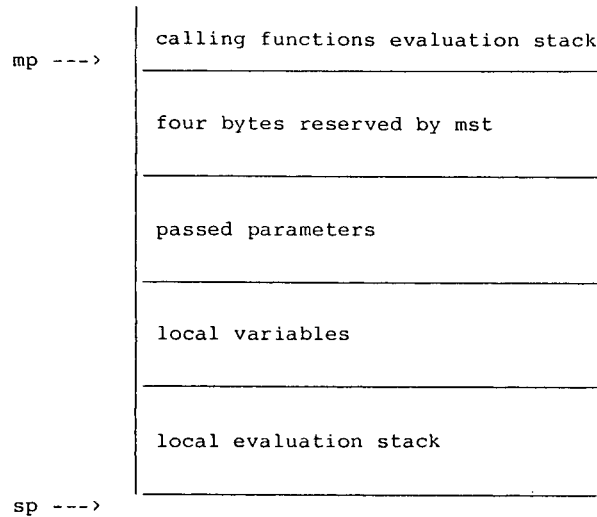 calling functions evaluation stack
mp --->
four bytes reserved by mst
passed parameters
local variables
local evaluation stack
sp --->